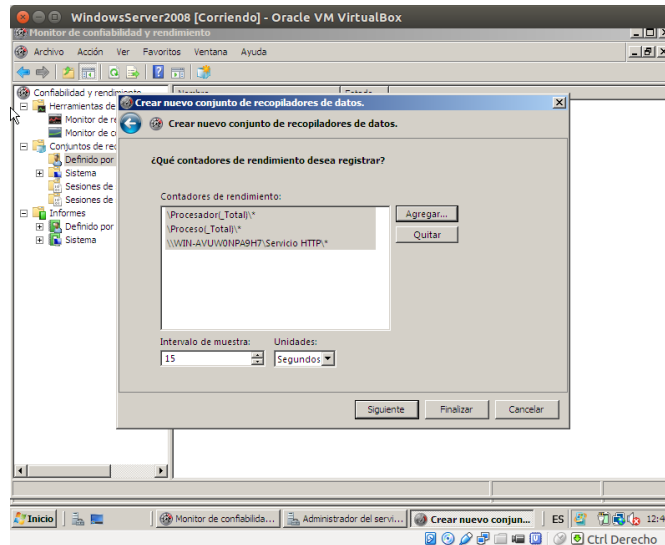 WindowsServer2008 [Corriendo] - Oracle VM VirtualBox
Monitor de confiabilidad y rendimiento
Archivo Acción Ver Favoritos Ventana Ayuda
Confiabilidad y rendimiento
Herramientas de
Monitor de re
Monitor de c
Conjuntos de rec
Definido por
Sistema
Sesiones de
Sesiones de
Informes
Definido por
Sistema
Nombre Estado
Crear nuevo conjunto de recopiladores de datos.
Crear nuevo conjunto de recopiladores de datos.
¿Qué contadores de rendimiento desea registrar?
Contadores de rendimiento:
\Procesador(_Total)\*
\Proceso(_Total)\*
\\WIN-AVUW0NPA9H7\Servicio HTTP\*
Agregar...
Quitar
Intervalo de muestra: Unidades:
15 Segundos
Siguiente Finalizar Cancelar
Inicio Monitor de confiabilida... Administrador del servi... Crear nuevo conjun... ES 12:4
Ctrl Derecho